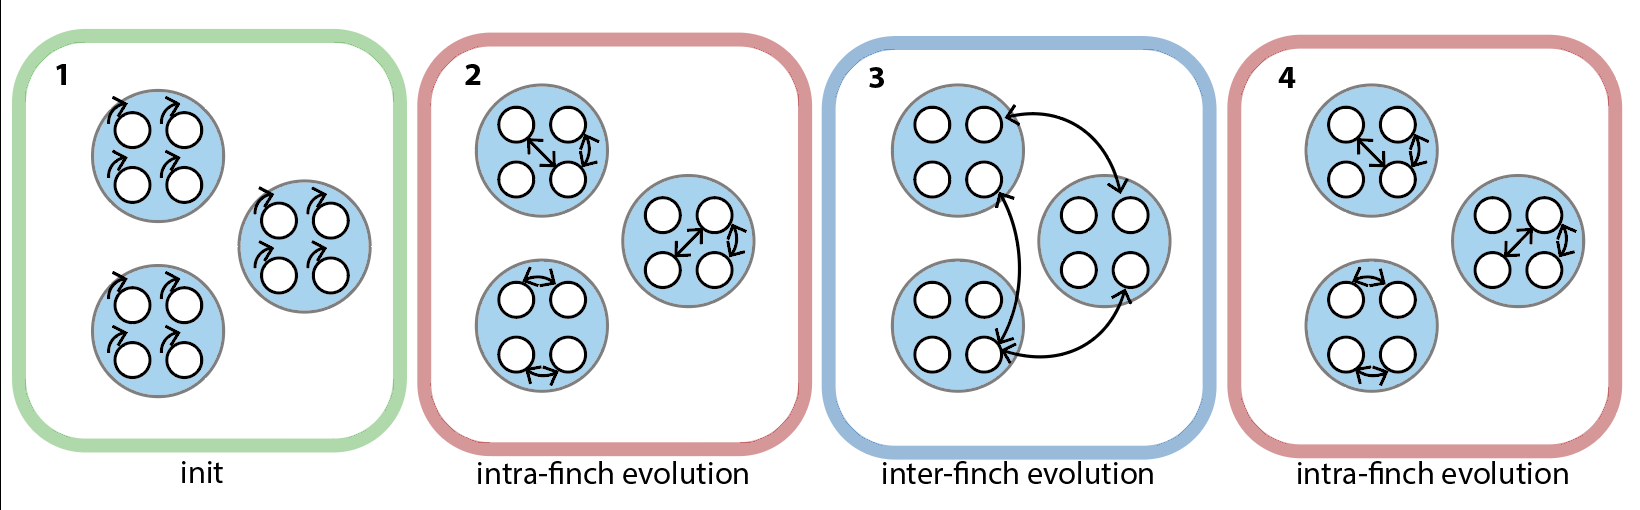 1
2
3
4
init
intra-finch evolution
inter-finch evolution
intra-finch evolution